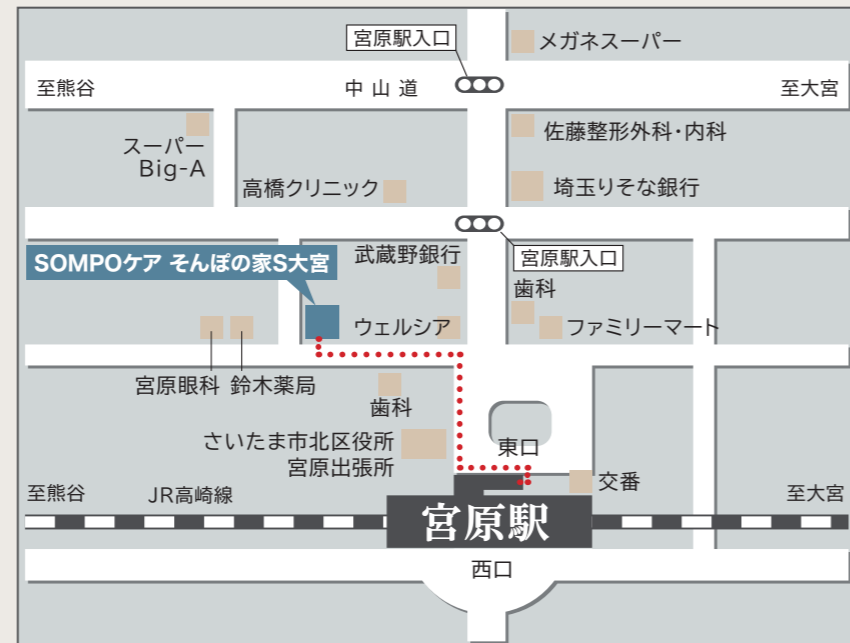 宮原駅入口
メガネスーパー
至熊谷
中山道
至大宮
スーパー
Big-A
佐藤整形外科・内科
高橋クリニック
埼玉りそな銀行
SOMPOケア そんぽの家S大宮
武蔵野銀行
宮原駅入口
歯科
ウェルシア
ファミリーマート
宮原眼科
鈴木薬局
歯科
さいたま市北区役所
宮原出張所
東口
交番
至熊谷
JR高崎線
至大宮
宮原駅
西口